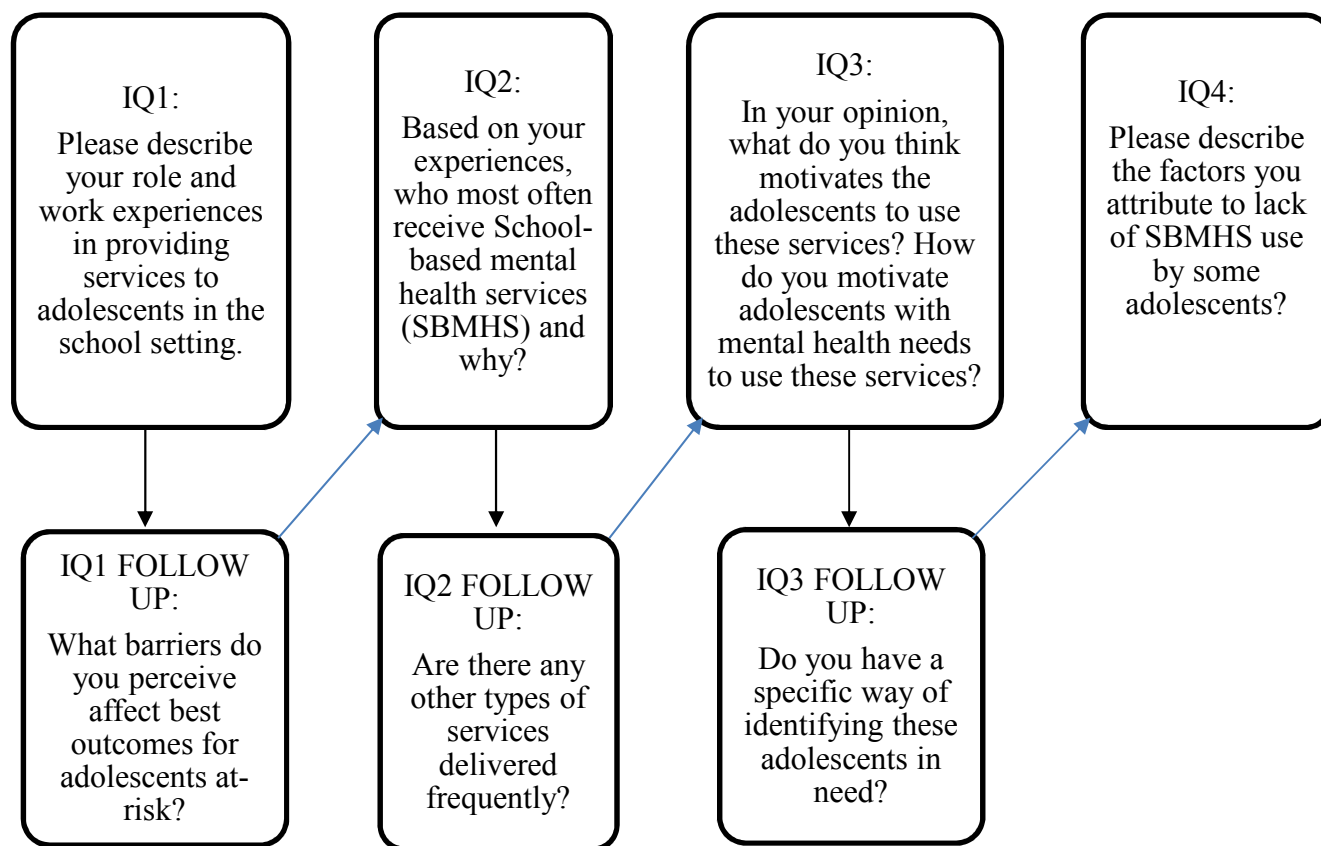 IQ1:
Please describe
your role and
work experiences
in providing
services to
adolescents in the
school setting.
IQ1 FOLLOW
UP:
What barriers do
you perceive
affect best
outcomes for
adolescents at-
risk?
IQ2:
Based on your
experiences,
who most often
receive School-
based mental
health services
(SBMHS) and
why?
IQ2 FOLLOW
UP:
Are there any
other types of
services
delivered
frequently?
IQ3:
In your opinion,
what do you think
motivates the
adolescents to use
these services? How
do you motivate
adolescents with
mental health needs
to use these services?
IQ3 FOLLOW
UP:
Do you have a
specific way of
identifying these
adolescents in
need?
IQ4:
Please describe
the factors you
attribute to lack
of SBMHS use
by some
adolescents?